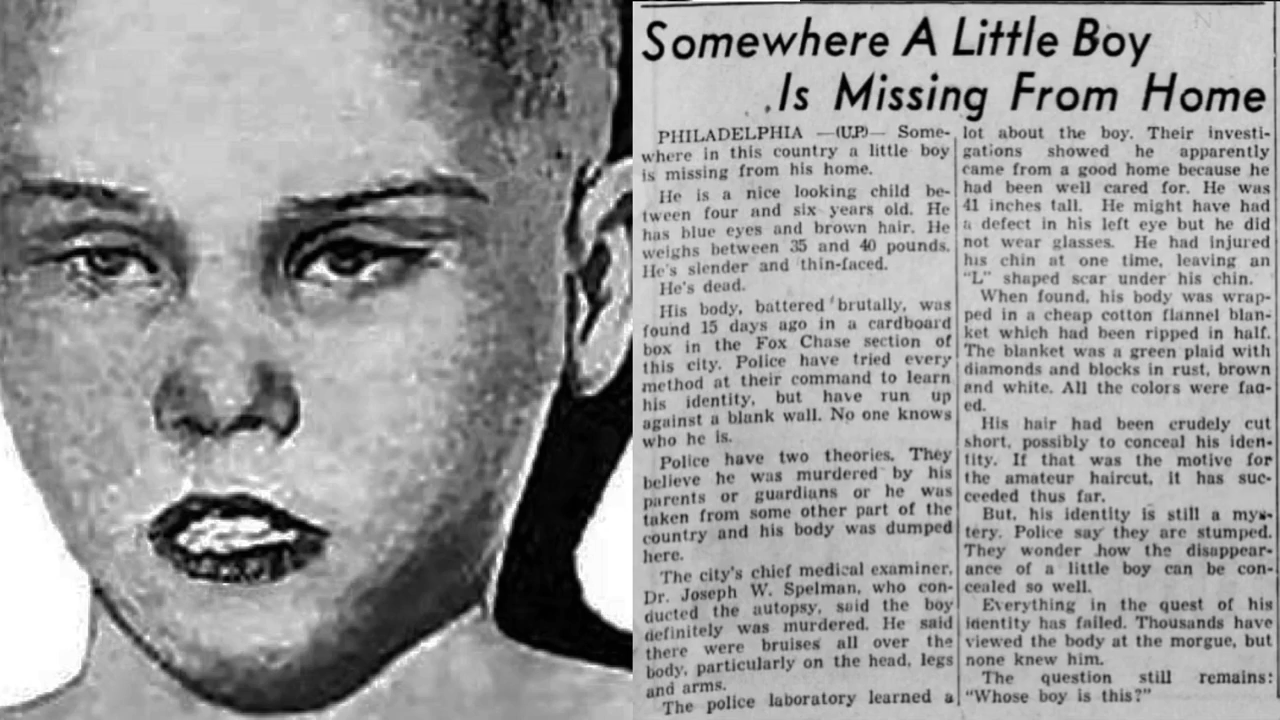 Somewhere A Little Boy
Is Missing From Home
PHILADELPHIA —(UP)— Some-
where in this country a little boy
is missing from his home.
He is a nice looking child be-
tween four and six years old. He
has blue eyes and brown hair. He
weighs between 35 and 40 pounds.
He's slender and thin-faced.
He's dead.
His body, battered brutally, was
found 15 days ago in a cardboard
box in the Fox Chase section of
this city. Police have tried every
method at their command to learn
his identity, but have run up
against a blank wall. No one knows
who he is.
Police have two theories. They
believe he was murdered by his
parents or guardians or he was
taken from some other part of the
country and his body was dumped
here.
The city's chief medical examiner,
Dr. Joseph W. Spelman, who con-
ducted the autopsy, said the boy
definitely was murdered. He said
there were bruises all over the
body, particularly on the head, legs
and arms.
The police laboratory learned a
lot about the boy. Their investi-
gations showed he apparently
came from a good home because he
had been well cared for. He was
41 inches tall. He might have had
a defect in his left eye but he did
not wear glasses. He had injured
his chin at one time, leaving an
"L" shaped scar under his chin.
When found, his body was wrap-
ped in a cheap cotton flannel blan-
ket which had been ripped in half.
The blanket was a green plaid with
diamonds and blocks in rust, brown
and white. All the colors were fad-
ed.
His hair had been crudely cut
short, possibly to conceal his iden-
tity. If that was the motive for
the amateur haircut, it has suc-
ceeded thus far.
But, his identity is still a mys-
tery. Police say they are stumped.
They wonder how the disappear-
ance of a little boy can be con-
cealed so well.
Everything in the quest of his
identity has failed. Thousands have
viewed the body at the morgue, but
none knew him.
The question still remains:
"Whose boy is this?"